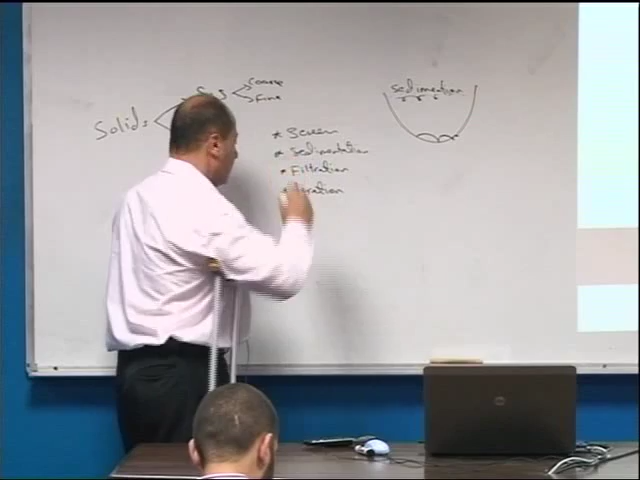 Solids
Coarse
Fine
sedimentation
* Screen
* Sedimentation
* Filtration